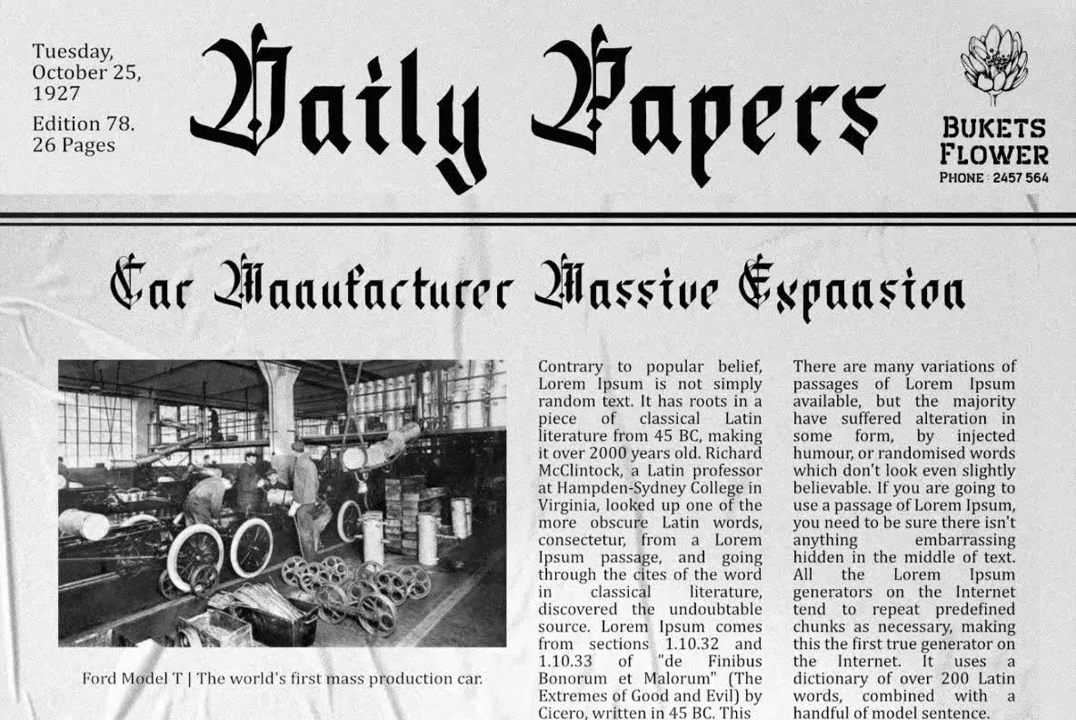 Tuesday,
October 25,
1927
Edition 78.
26 Pages
Daily Papers
BUKETS
FLOWER
PHONE : 2457 564
Car Manufacturer Massive Expansion
Ford Model T | The world's first mass production car.
Contrary to popular belief,
Lorem Ipsum is not simply
random text. It has roots in a
piece of classical Latin
literature from 45 BC, making
it over 2000 years old. Richard
McClintock, a Latin professor
at Hampden-Sydney College in
Virginia, looked up one of the
more obscure Latin words,
consectetur, from a Lorem
Ipsum passage, and going
through the cites of the word
in classical literature,
discovered the undoubtable
source. Lorem Ipsum comes
from sections 1.10.32 and
1.10.33 of "de Finibus
Bonorum et Malorum" (The
Extremes of Good and Evil) by
Cicero, written in 45 BC. This
There are many variations of
passages of Lorem Ipsum
available, but the majority
have suffered alteration in
some form, by injected
humour, or randomised words
which don't look even slightly
believable. If you are going to
use a passage of Lorem Ipsum,
you need to be sure there isn't
anything embarrassing
hidden in the middle of text.
All the Lorem Ipsum
generators on the Internet
tend to repeat predefined
chunks as necessary, making
this the first true generator on
the Internet. It uses a
dictionary of over 200 Latin
words, combined with a
handful of model sentence.